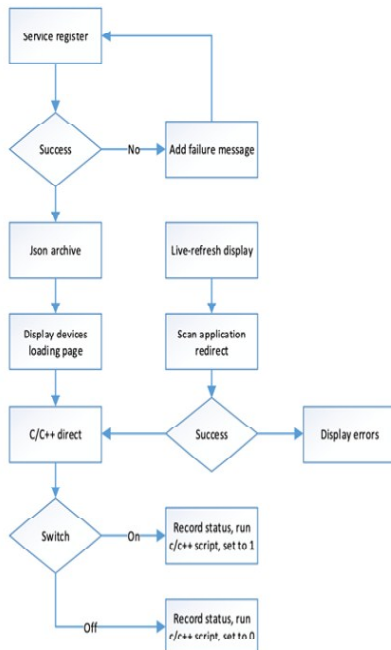 Service register
Success
No
Add failure message
Json archive
Live-refresh display
Display devices
loading page
Scan application
redirect
C/C++ direct
Success
Display errors
Switch
On
Record status, run
c/c++ script, set to 1
Off
Record status, run
c/c++ script, set to 0